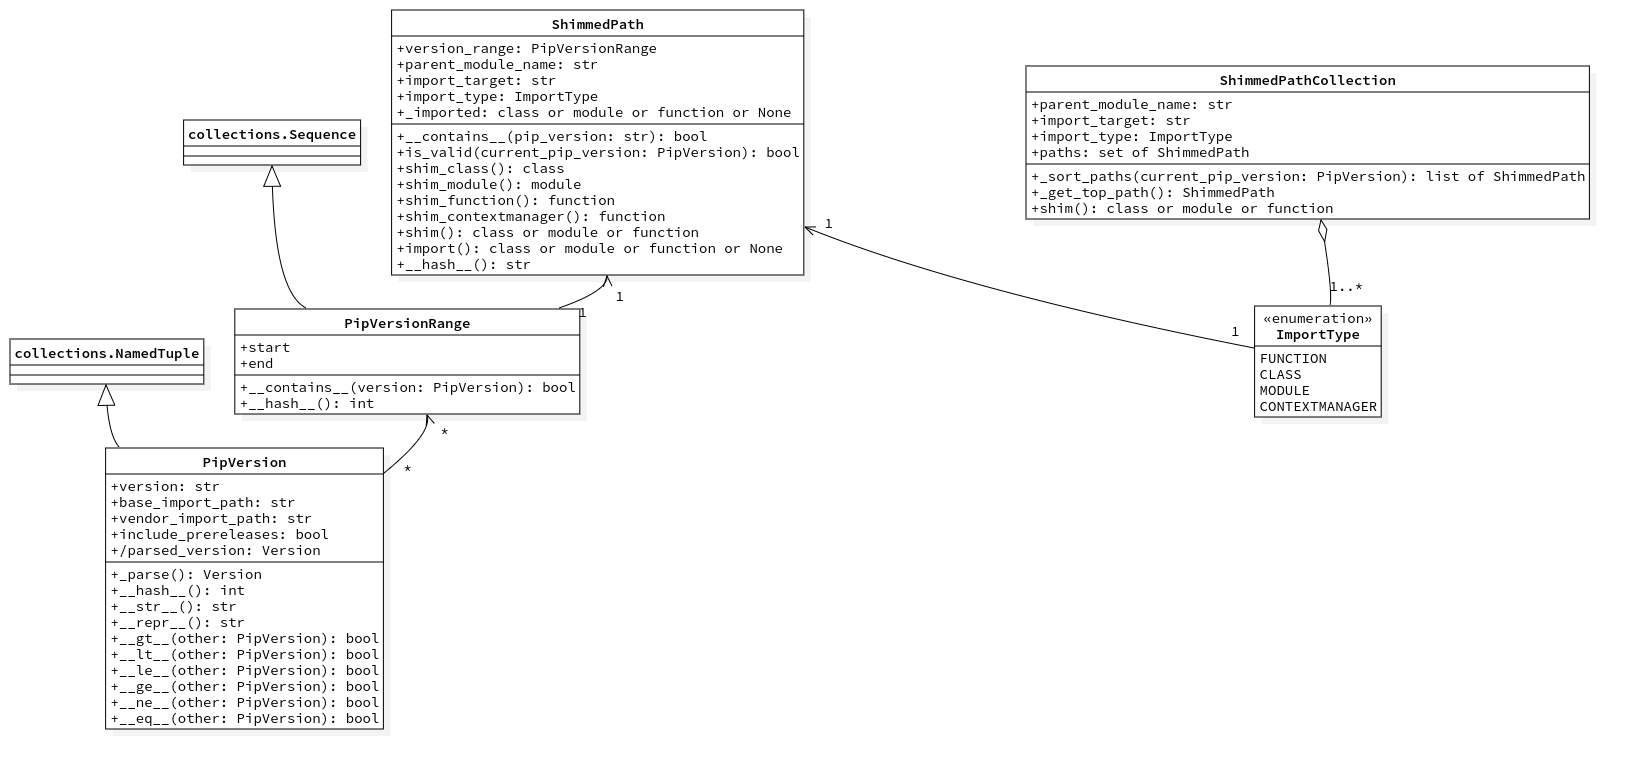 ShimmedPath
+version_range: PipVersionRange
+parent_module_name: str
+import_target: str
+import_type: ImportType
+_imported: class or module or function or None
+__contains__(pip_version: str): bool
+is_valid(current_pip_version: PipVersion): bool
+shim_class(): class
+shim_module(): module
+shim_function(): function
+shim_contextmanager(): function
+shim(): class or module or function
+import(): class or module or function or None
+__hash__(): str
ShimmedPathCollection
+parent_module_name: str
+import_target: str
+import_type: ImportType
+paths: set of ShimmedPath
+_sort_paths(current_pip_version: PipVersion): list of ShimmedPath
+_get_top_path(): ShimmedPath
+shim(): class or module or function
collections.Sequence
1
1..*
1
1
1
«enumeration»
ImportType
FUNCTION
CLASS
MODULE
CONTEXTMANAGER
PipVersionRange
+start
+end
+__contains__(version: PipVersion): bool
+__hash__(): int
collections.NamedTuple
*
*
PipVersion
+version: str
+base_import_path: str
+vendor_import_path: str
+include_prereleases: bool
+/parsed_version: Version
+_parse(): Version
+__hash__(): int
+__str__(): str
+__repr__(): str
+__gt__(other: PipVersion): bool
+__lt__(other: PipVersion): bool
+__le__(other: PipVersion): bool
+__ge__(other: PipVersion): bool
+__ne__(other: PipVersion): bool
+__eq__(other: PipVersion): bool